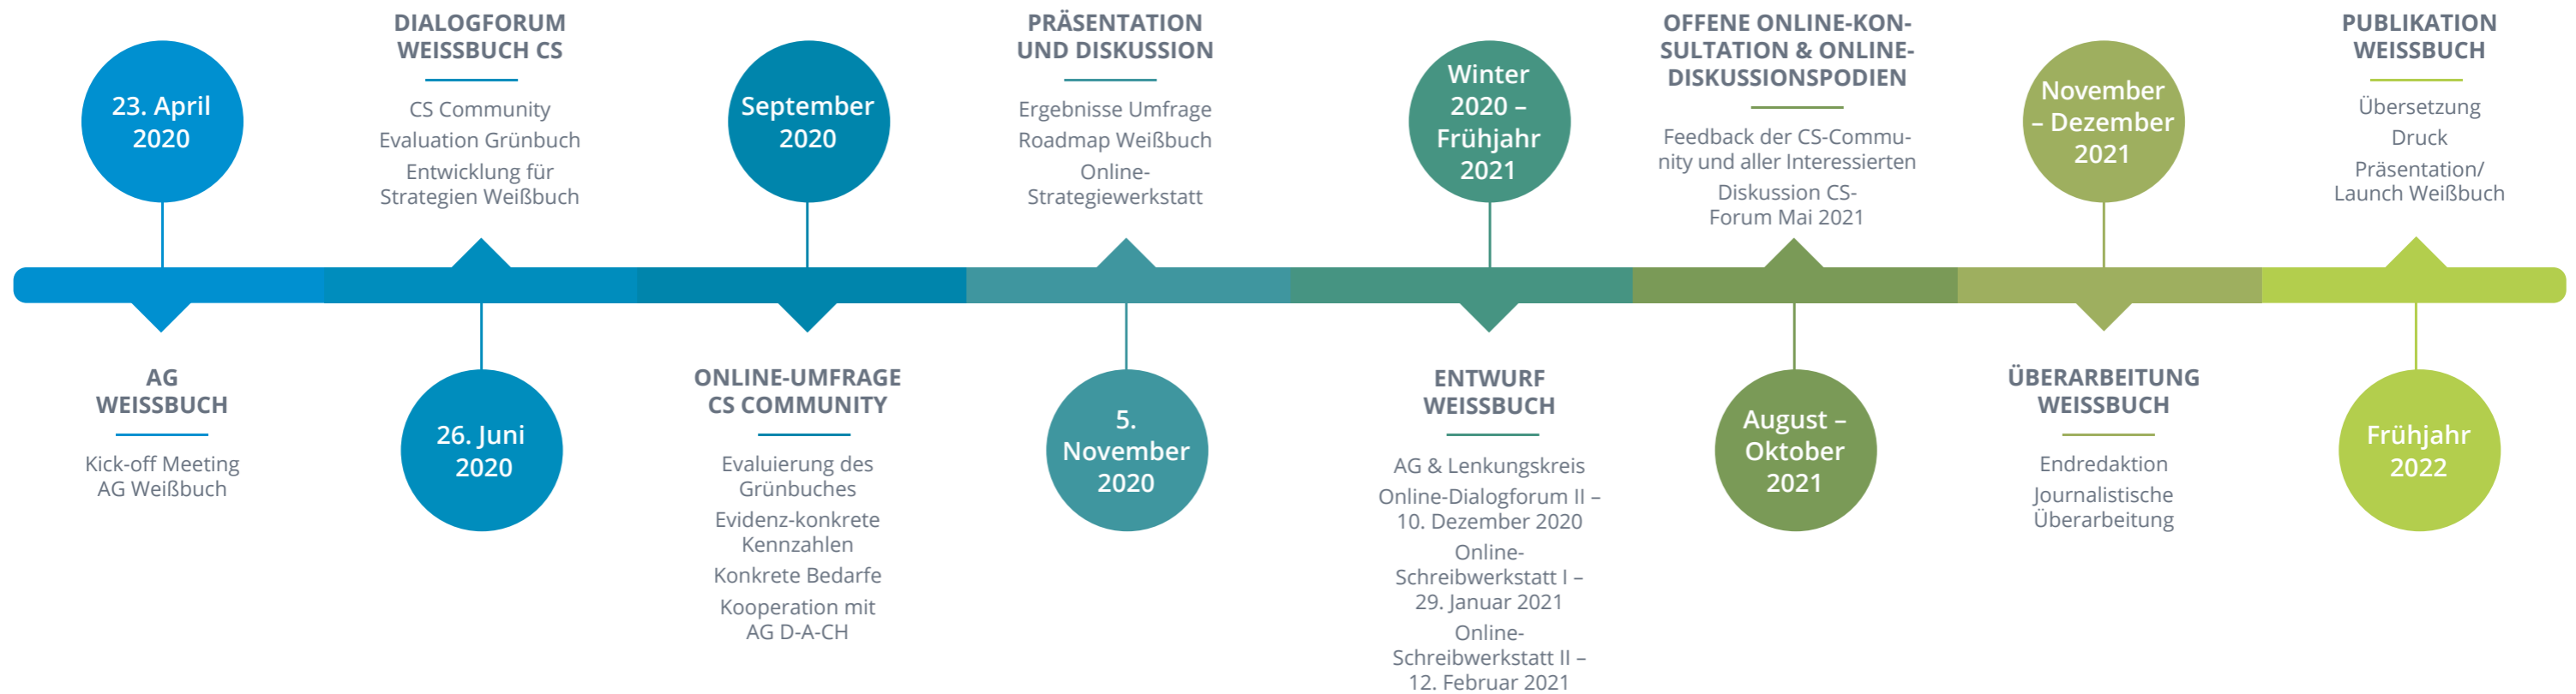 23. April
2020
AG
WEISSBUCH
Kick-off Meeting
AG Weißbuch
DIALOGFORUM
WEISSBUCH CS
CS Community
Evaluation Grünbuch
Entwicklung für
Strategien Weißbuch
26. Juni
2020
September
2020
ONLINE-UMFRAGE
CS COMMUNITY
Evaluierung des
Grünbuches
Evidenz-konkrete
Kennzahlen
Konkrete Bedarfe
Kooperation mit
AG D-A-CH
PRÄSENTATION
UND DISKUSSION
Ergebnisse Umfrage
Roadmap Weißbuch
Online-
Strategiewerkstatt
5.
November
2020
Winter
2020 –
Frühjahr
2021
ENTWURF
WEISSBUCH
AG & Lenkungskreis
Online-Dialogforum II –
10. Dezember 2020
Online-
Schreibwerkstatt I –
29. Januar 2021
Online-
Schreibwerkstatt II –
12. Februar 2021
OFFENE ONLINE-KON-
SULTATION & ONLINE-
DISKUSSIONSPODIEN
Feedback der CS-Commu-
nity und aller Interessierten
Diskussion CS-
Forum Mai 2021
August –
Oktober
2021
November
– Dezember
2021
ÜBERARBEITUNG
WEISSBUCH
Endredaktion
Journalistische
Überarbeitung
PUBLIKATION
WEISSBUCH
Übersetzung
Druck
Präsentation/
Launch Weißbuch
Frühjahr
2022